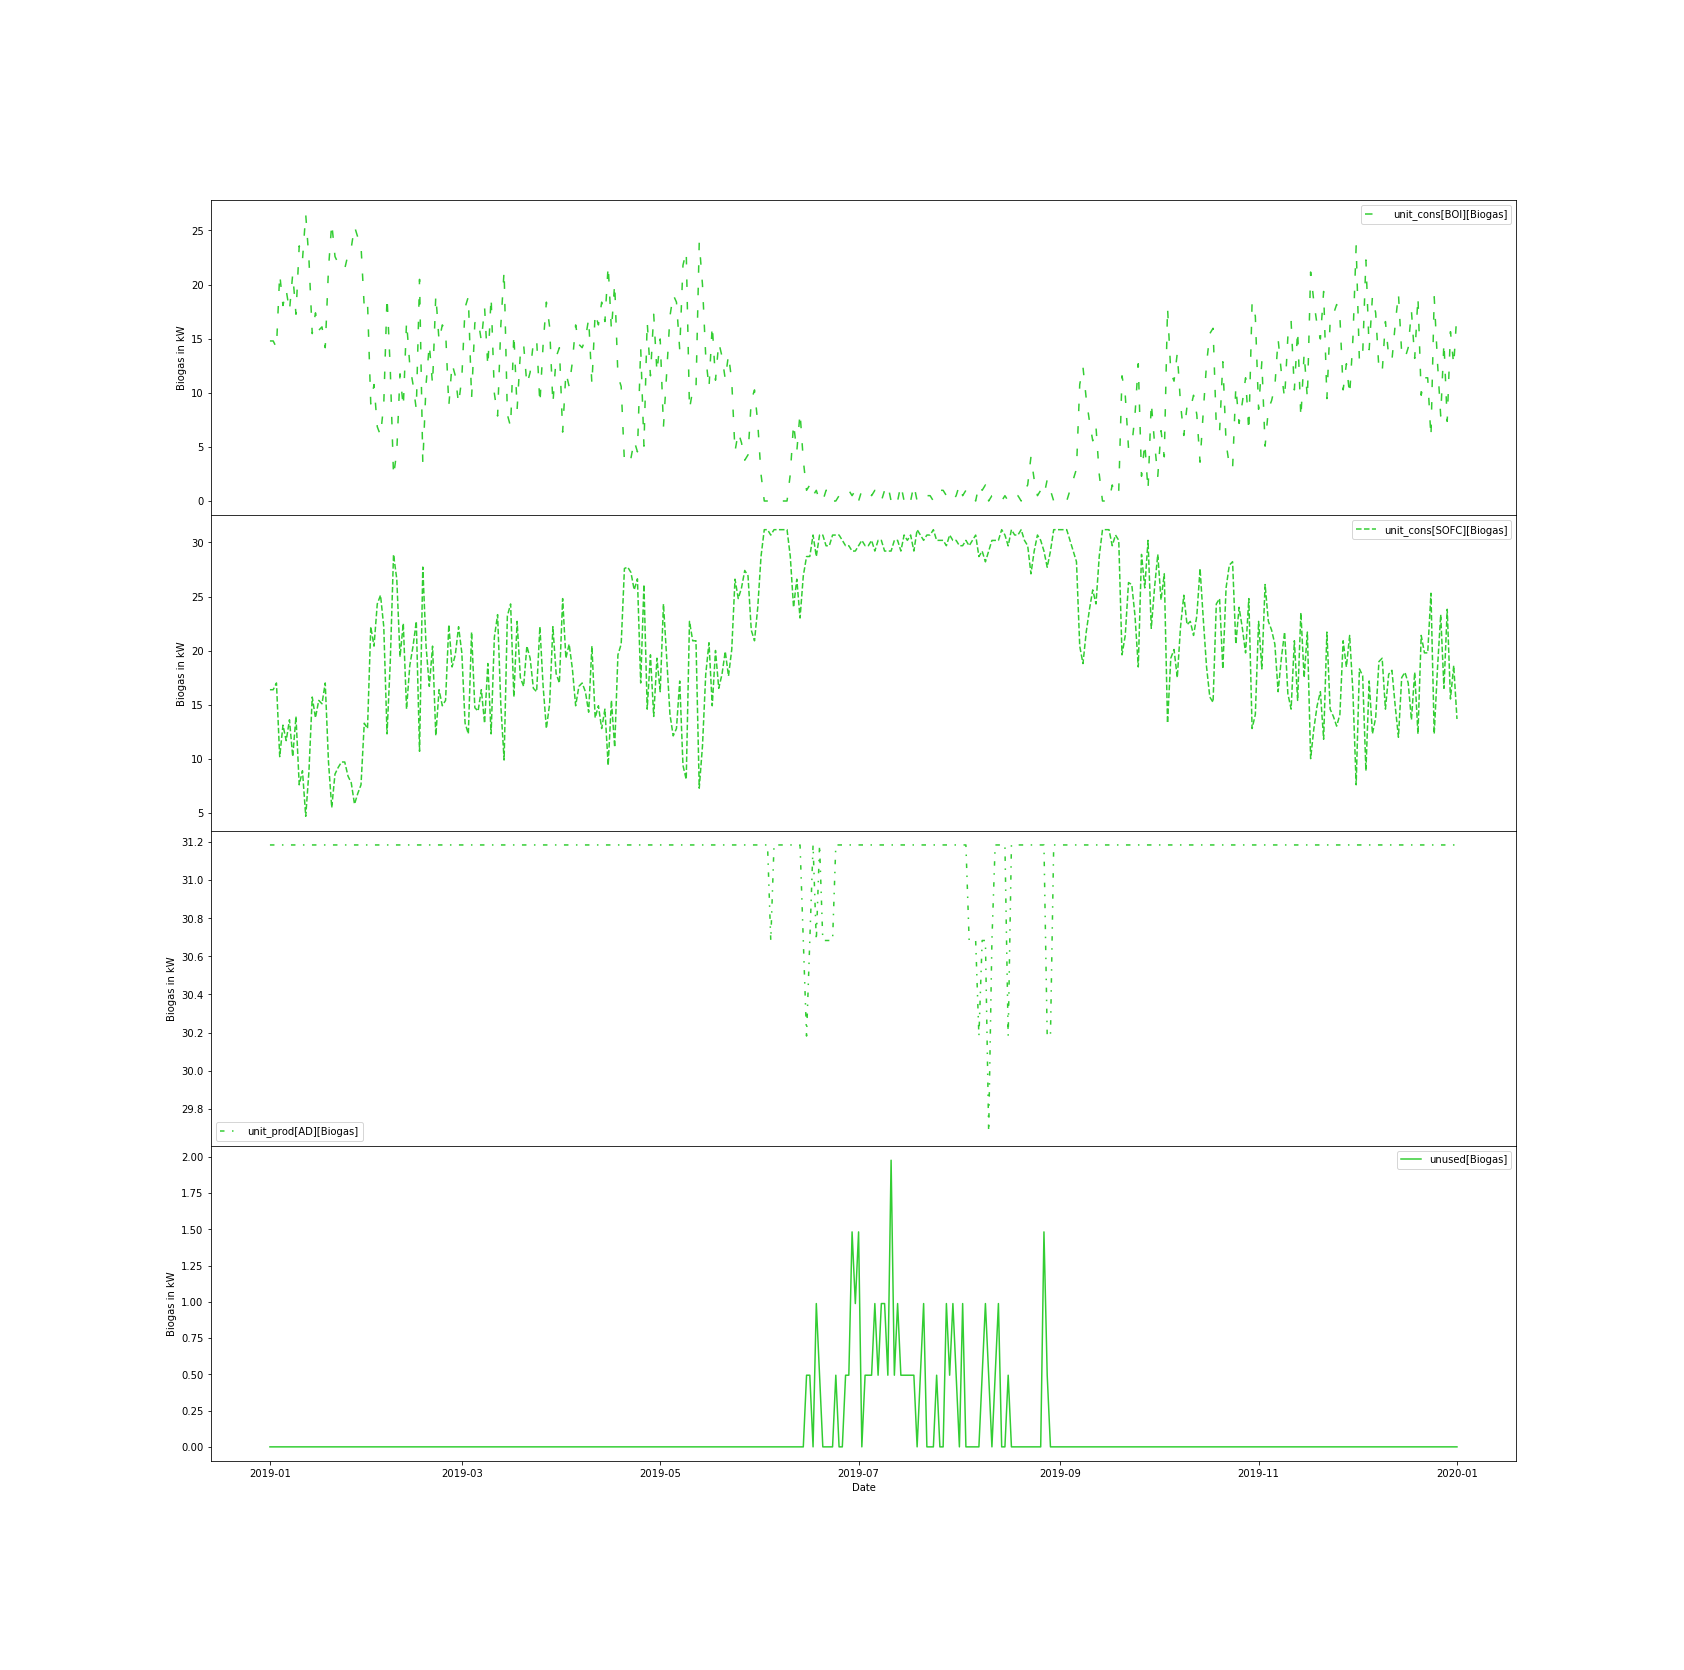 unit_cons[BOI][Biogas]
25
20
15
10
5
0
Biogas in kW
unit_cons[SOFC][Biogas]
30
25
20
15
10
5
Biogas in kW
31.2
31.0
30.8
30.6
30.4
30.2
30.0
29.8
Biogas in kW
unit_prod[AD][Biogas]
unused[Biogas]
2.00
1.75
1.50
1.25
1.00
0.75
0.50
0.25
0.00
Biogas in kW
2019-01 2019-03 2019-05 2019-07 2019-09 2019-11 2020-01
Date